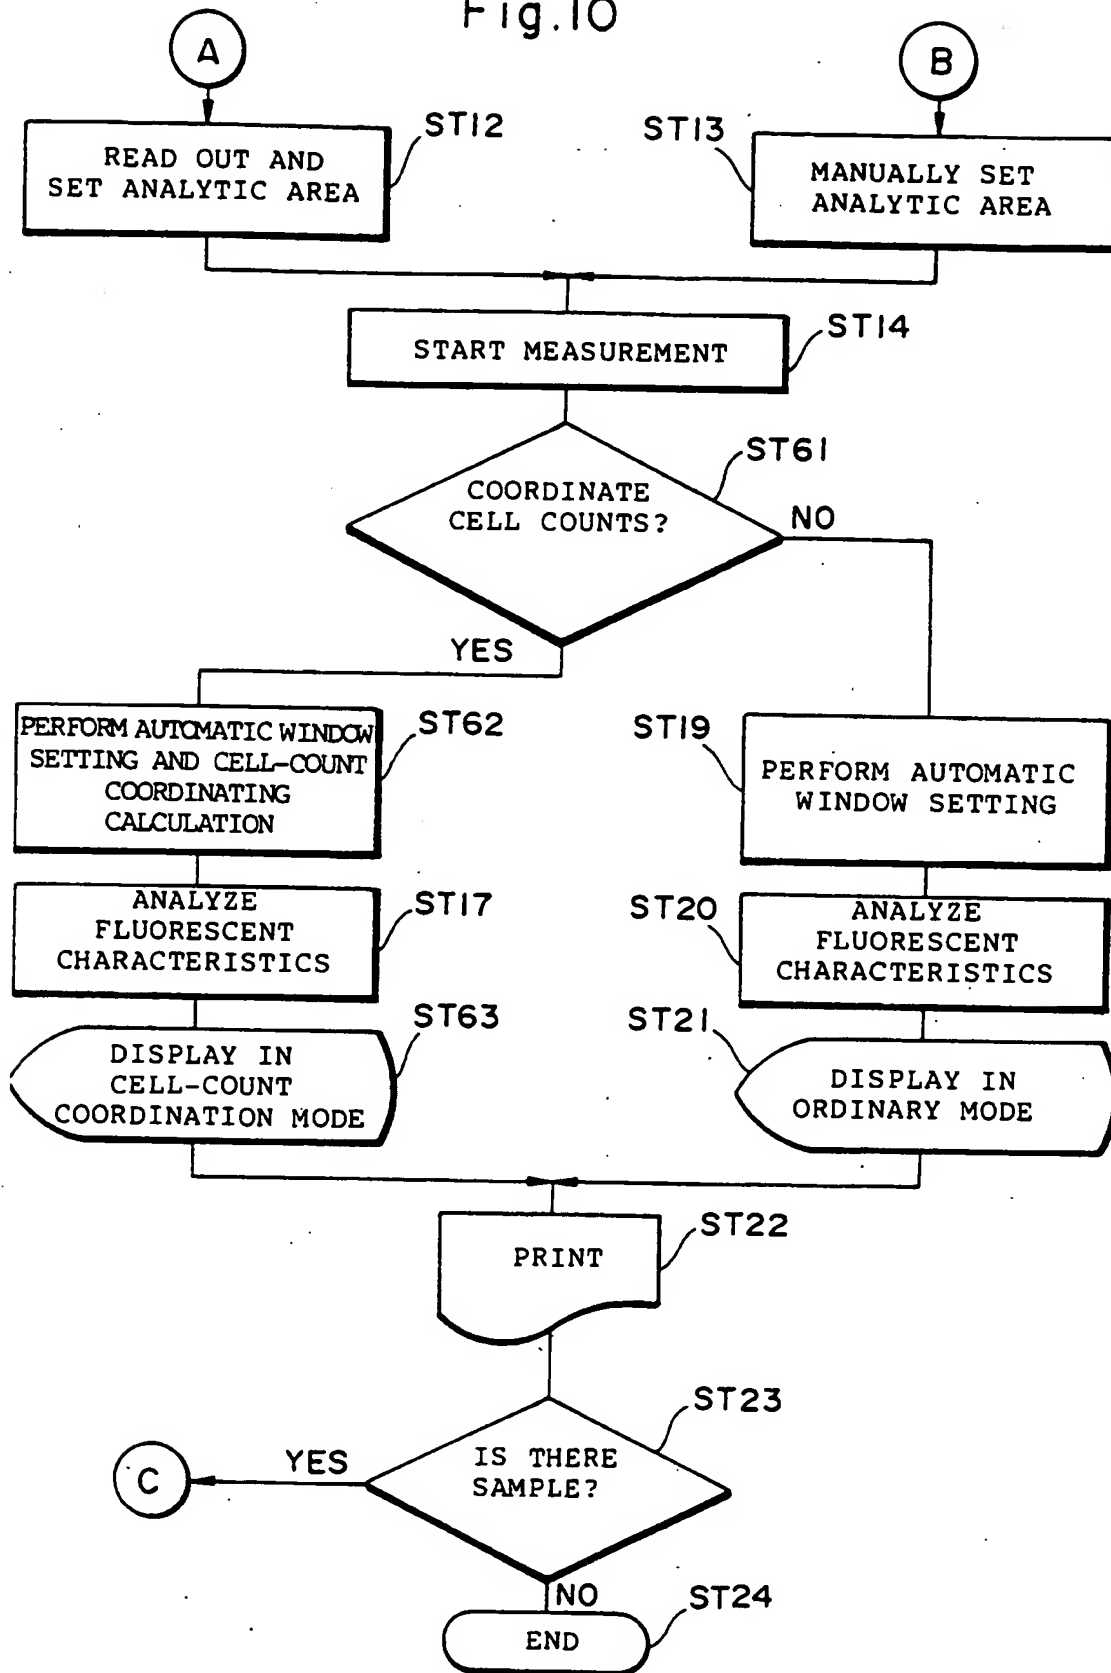 Fig.10
A
B
ST12
ST13
READ OUT AND
SET ANALYTIC AREA
MANUALLY SET
ANALYTIC AREA
START MEASUREMENT
ST14
COORDINATE
CELL COUNTS?
ST61
NO
YES
PERFORM AUTOMATIC WINDOW
SETTING AND CELL-COUNT
COORDINATING
CALCULATION
ST62
ST19
PERFORM AUTOMATIC
WINDOW SETTING
ANALYZE
FLUORESCENT
CHARACTERISTICS
ST17
ST20
ANALYZE
FLUORESCENT
CHARACTERISTICS
DISPLAY IN
CELL-COUNT
COORDINATION MODE
ST63
ST21
DISPLAY IN
ORDINARY MODE
PRINT
ST22
ST23
IS THERE
SAMPLE?
YES
C
NO
ST24
END